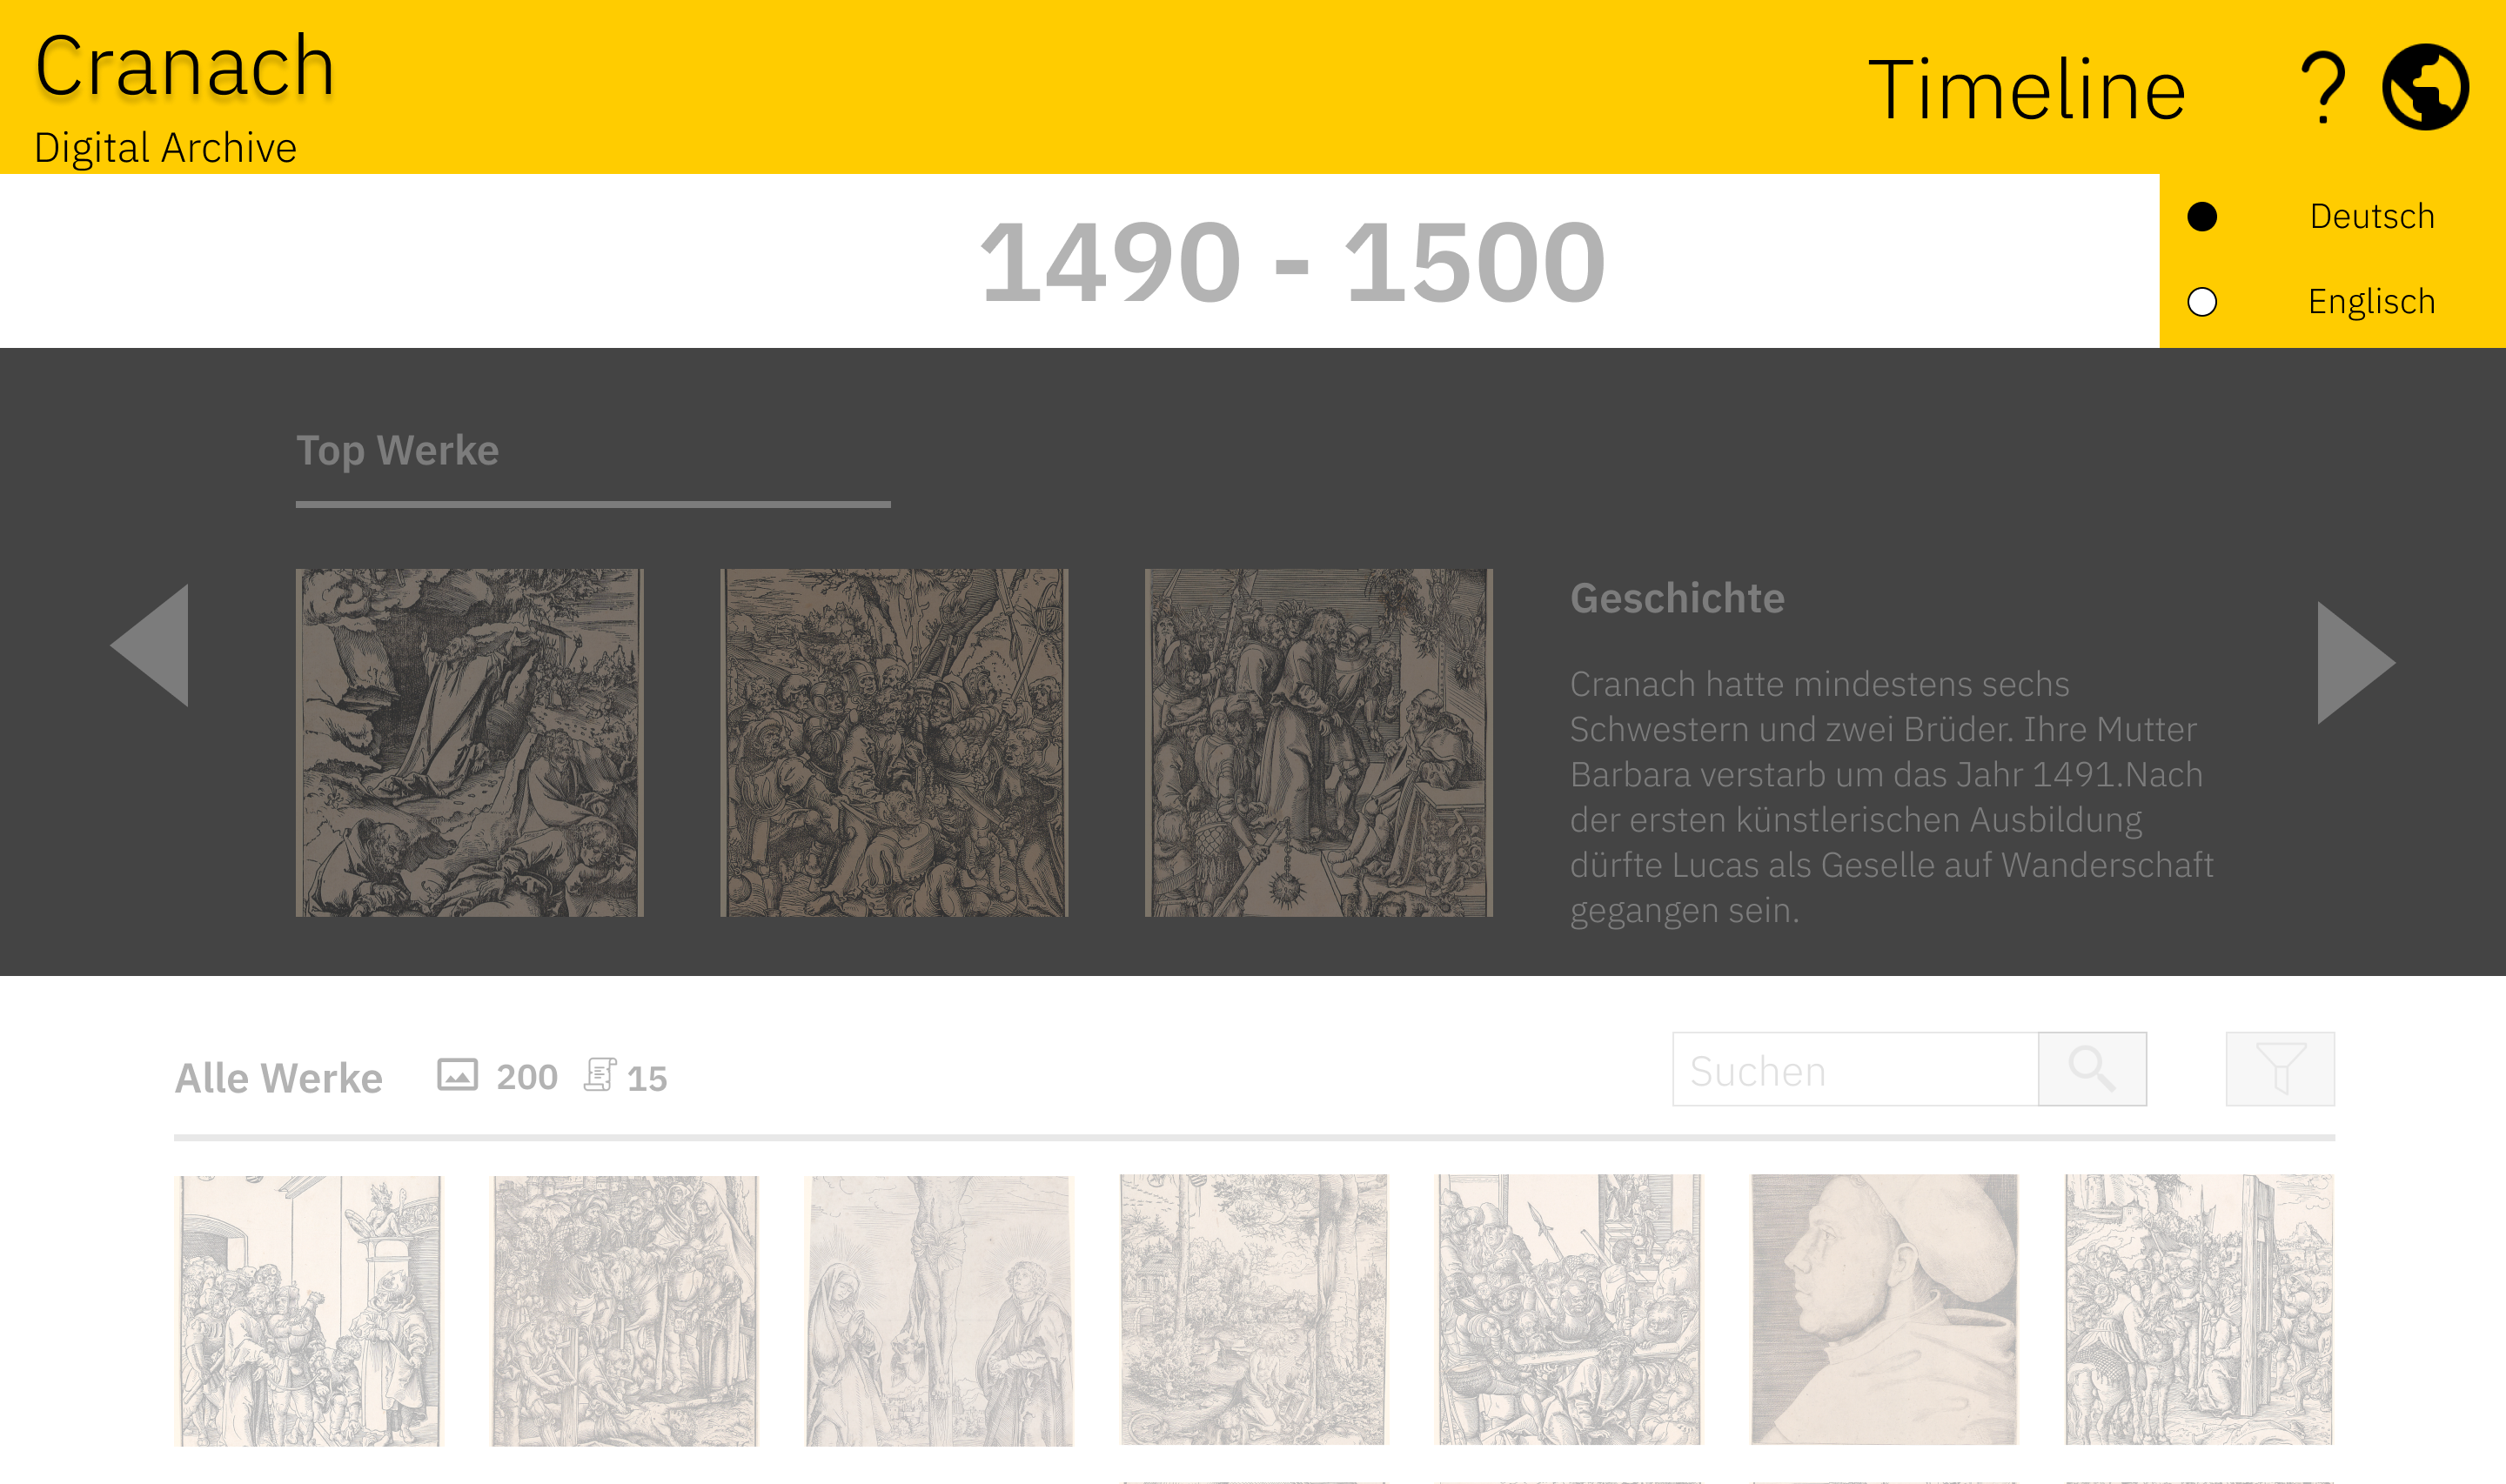 Cranach
Digital Archive
Timeline
?
1490 - 1500
Deutsch
Englisch
Top Werke
Geschichte
Cranach hatte mindestens sechs
Schwestern und zwei Brüder. Ihre Mutter
Barbara verstarb um das Jahr 1491.Nach
der ersten künstlerischen Ausbildung
dürfte Lucas als Geselle auf Wanderschaft
gegangen sein.
Alle Werke 200 15
Suchen